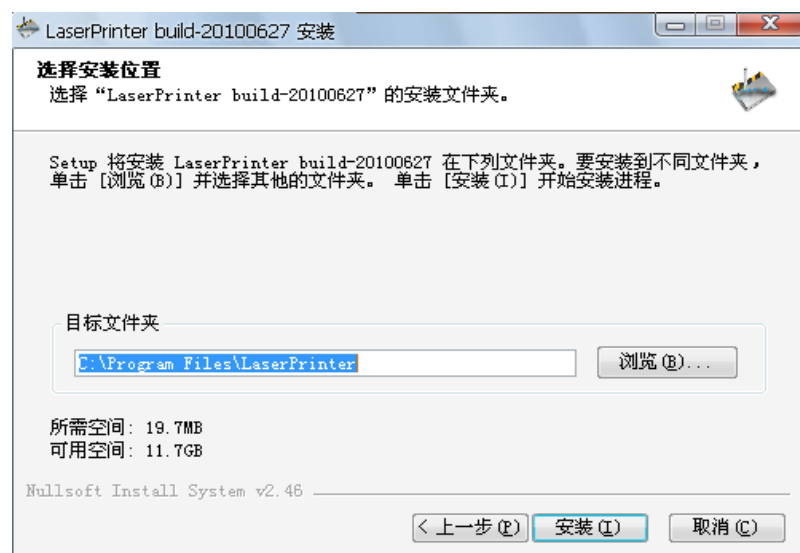 LaserPrinter build-20100627 安装
选择安装位置
选择“LaserPrinter build-20100627”的安装文件夹。
Setup 将安装 LaserPrinter build-20100627 在下列文件夹。要安装到不同文件夹，
单击 [浏览(B)] 并选择其他的文件夹。 单击 [安装(I)] 开始安装进程。
目标文件夹
C:\Program Files\LaserPrinter
浏览(B)...
所需空间: 19.7MB
可用空间: 11.7GB
Nullsoft Install System v2.46
< 上一步(P)
安装(I)
取消(C)